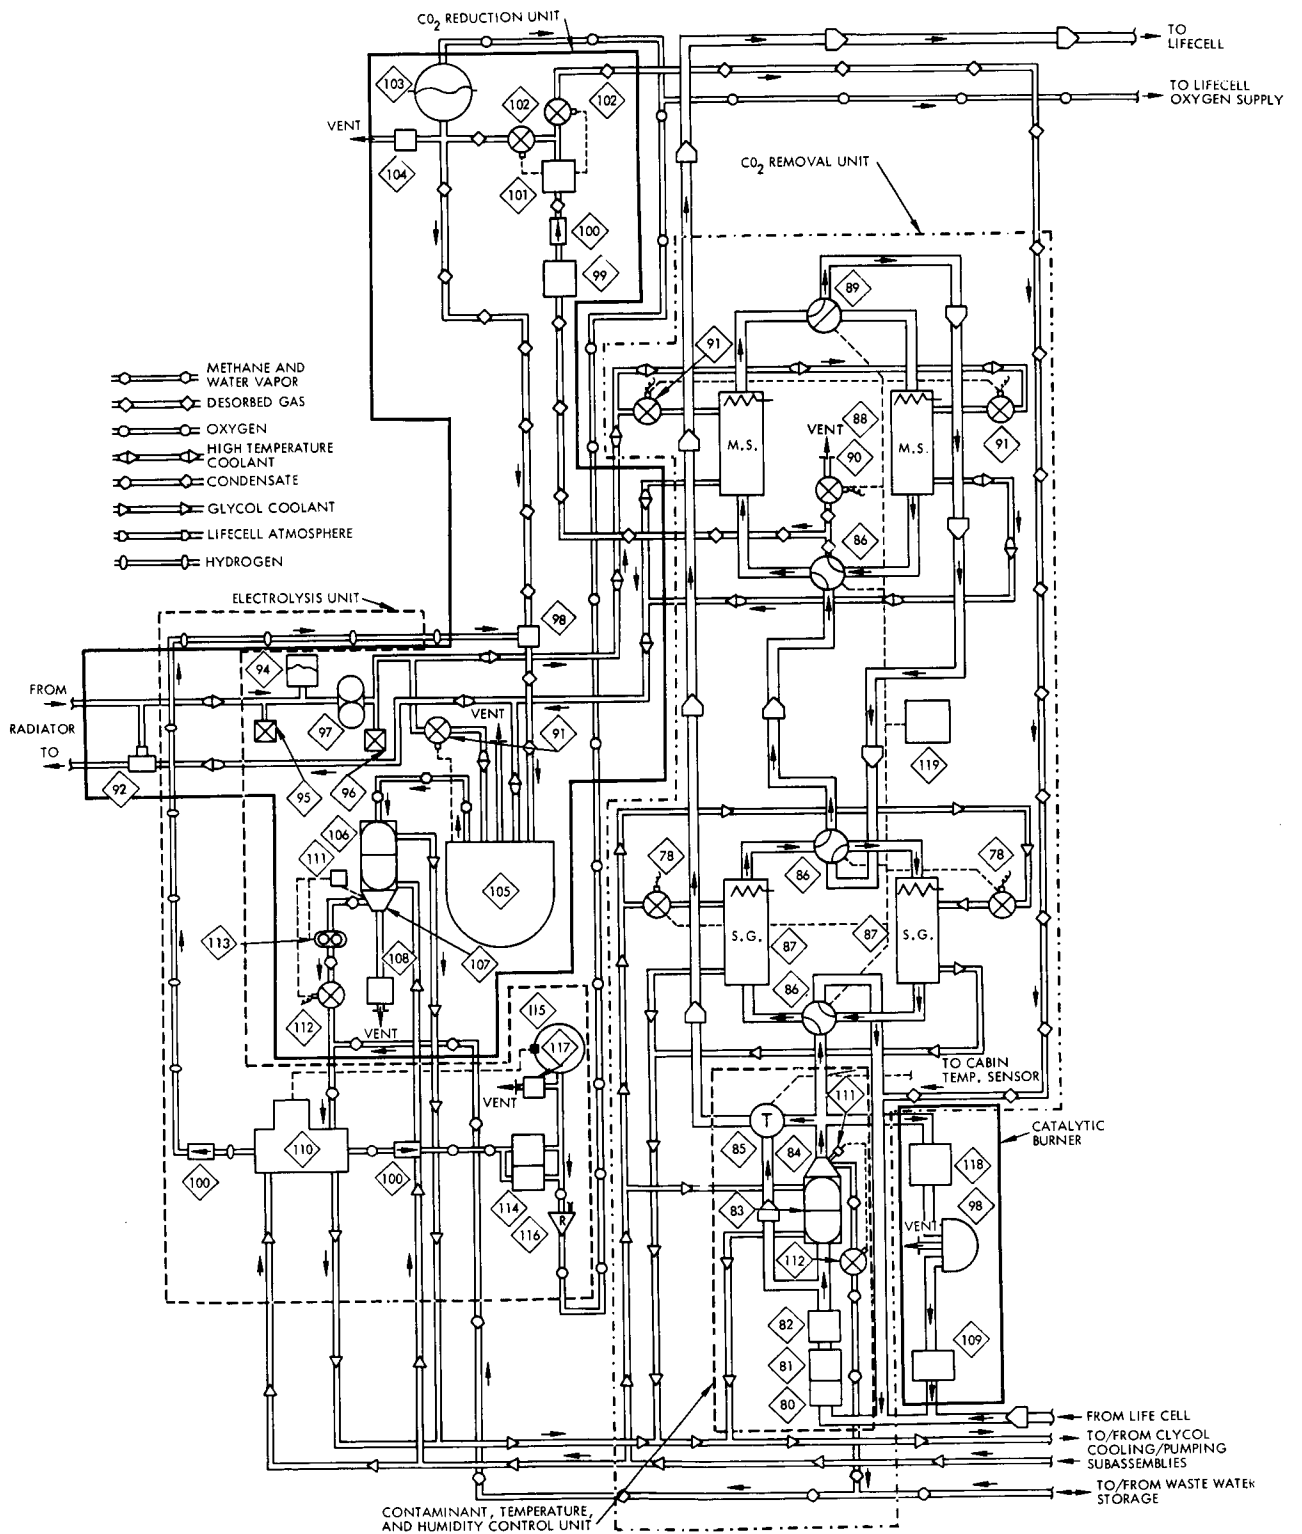 CO2 REDUCTION UNIT
TO
LIFECELL
103
102
102
TO LIFECELL
OXYGEN SUPPLY
VENT
104
101
CO2 REMOVAL UNIT
100
99
89
91
METHANE AND
WATER VAPOR
DESORBED GAS
OXYGEN
HIGH TEMPERATURE
COOLANT
CONDENSATE
GLYCOL COOLANT
LIFECELL ATMOSPHERE
HYDROGEN
M.S.
88
VENT
90
M.S.
91
86
ELECTROLYSIS UNIT
98
94
FROM
RADIATOR
TO
97
VENT
91
119
92
95
96
106
111
78
78
86
105
113
108
107
S.G.
87
87
S.G.
86
112
VENT
115
117
VENT
TO CABIN
TEMP. SENSOR
111
T
CATALYTIC
BURNER
110
85
84
118
100
100
114
83
98
116
R
VENT
112
82
109
81
80
FROM LIFE CELL
TO/FROM CLYCOL
COOLING/PUMPING
SUBASSEMBLIES
TO/FROM WASTE WATER
STORAGE
CONTAMINANT, TEMPERATURE,
AND HUMIDITY CONTROL UNIT